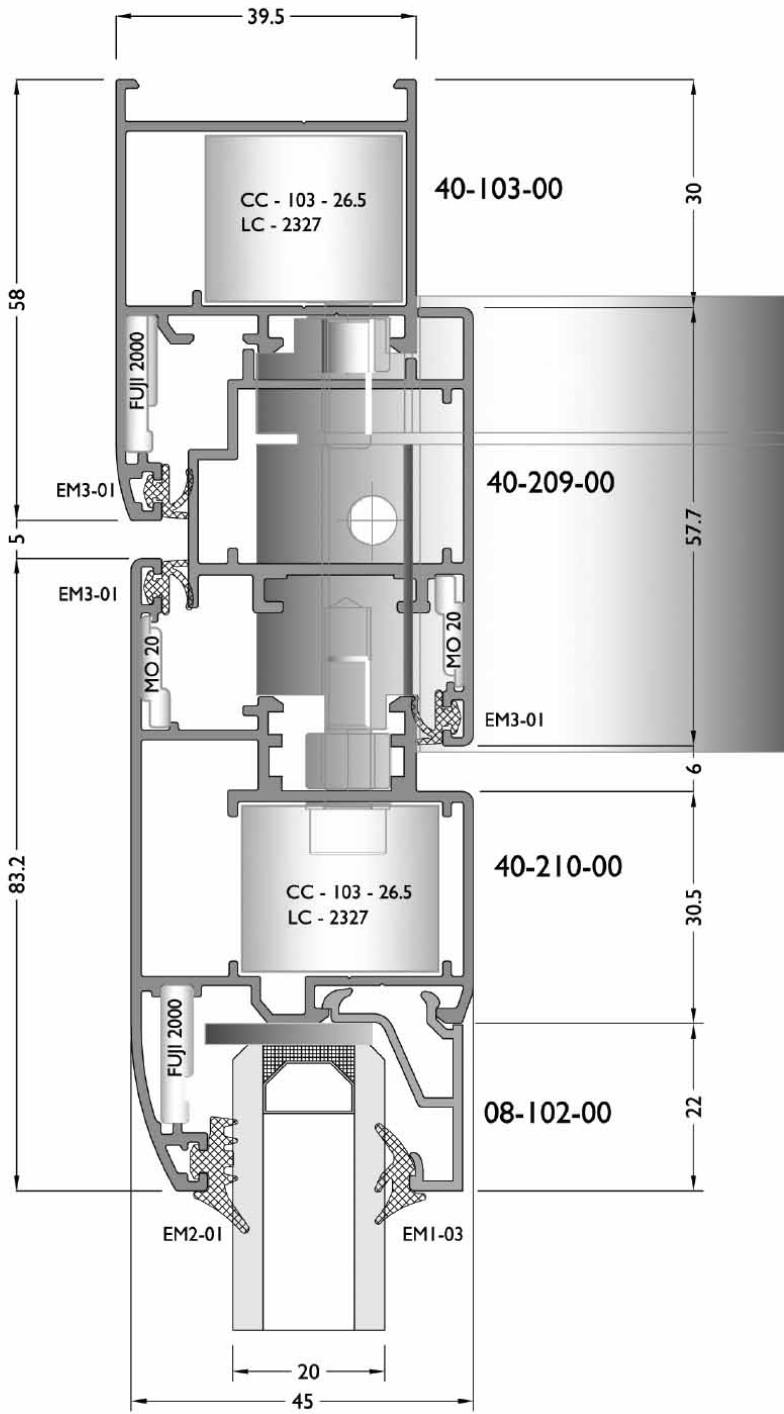 39.5
58
30
CC - 103 - 26.5
LC - 2327
40-103-00
FUJI 2000
EM3-01
40-209-00
57.7
5
EM3-01
MO 20
MO 20
EM3-01
6
83.2
CC - 103 - 26.5
LC - 2327
40-210-00
30.5
FUJI 2000
08-102-00
22
EM2-01
EM1-03
20
45